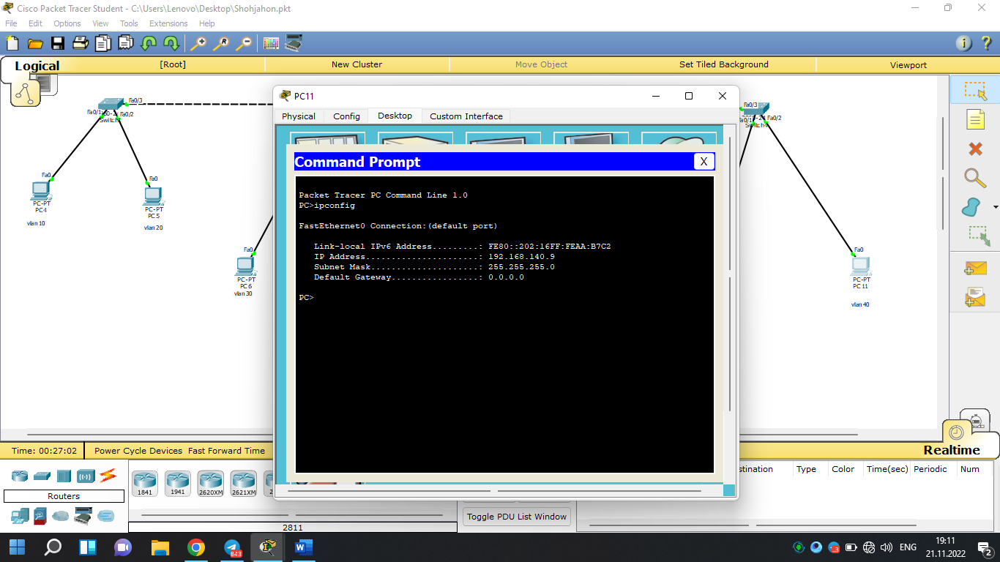 Cisco Packet Tracer Student - C:\Users\Lenovo\Desktop\Shohjahon.pkt
File Edit Options View Tools Extensions Help
Logical [Root] New Cluster Move Object Set Tiled Background Viewport
PC11
Physical Config Desktop Custom Interface
Command Prompt X
Packet Tracer PC Command Line 1.0
PC>ipconfig
FastEthernet0 Connection:(default port)
Link-local IPv6 Address.........: FE80::202:16FF:FEAA:B7C2
IP Address......................: 192.168.140.9
Subnet Mask.....................: 255.255.255.0
Default Gateway.................: 0.0.0.0
PC>
Fa0/3
Fa0/1 Fa0/2
Switch
Fa0
PC-PT
PC4
vlan 10
Fa0
PC-PT
PC5
vlan 20
Fa0
PC-PT
PC6
vlan 30
Fa0/3
Fa0/1 Fa0/2
Switch4
Fa0
PC-PT
PC11
vlan 40
Time: 00:27:02 Power Cycle Devices Fast Forward Time Realtime
Routers
1841 1941 2620XM 2621XM
2811
Toggle PDU List Window
stination Type Color Time(sec) Periodic Num
843
ENG
19:11
21.11.2022
2